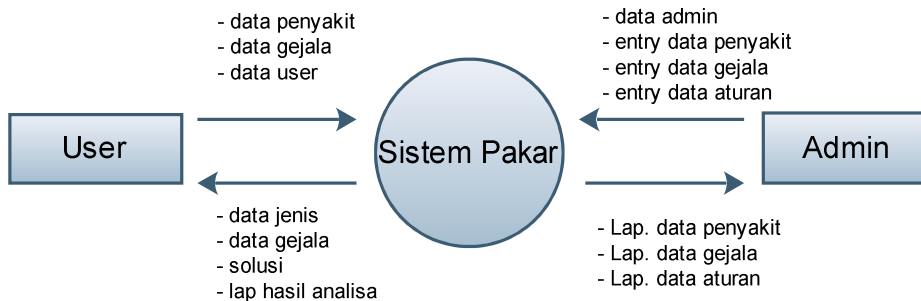 - data penyakit
- data gejala
- data user
- data admin
- entry data penyakit
- entry data gejala
- entry data aturan
User
Sistem Pakar
Admin
- data jenis
- data gejala
- solusi
- lap hasil analisa
- Lap. data penyakit
- Lap. data gejala
- Lap. data aturan